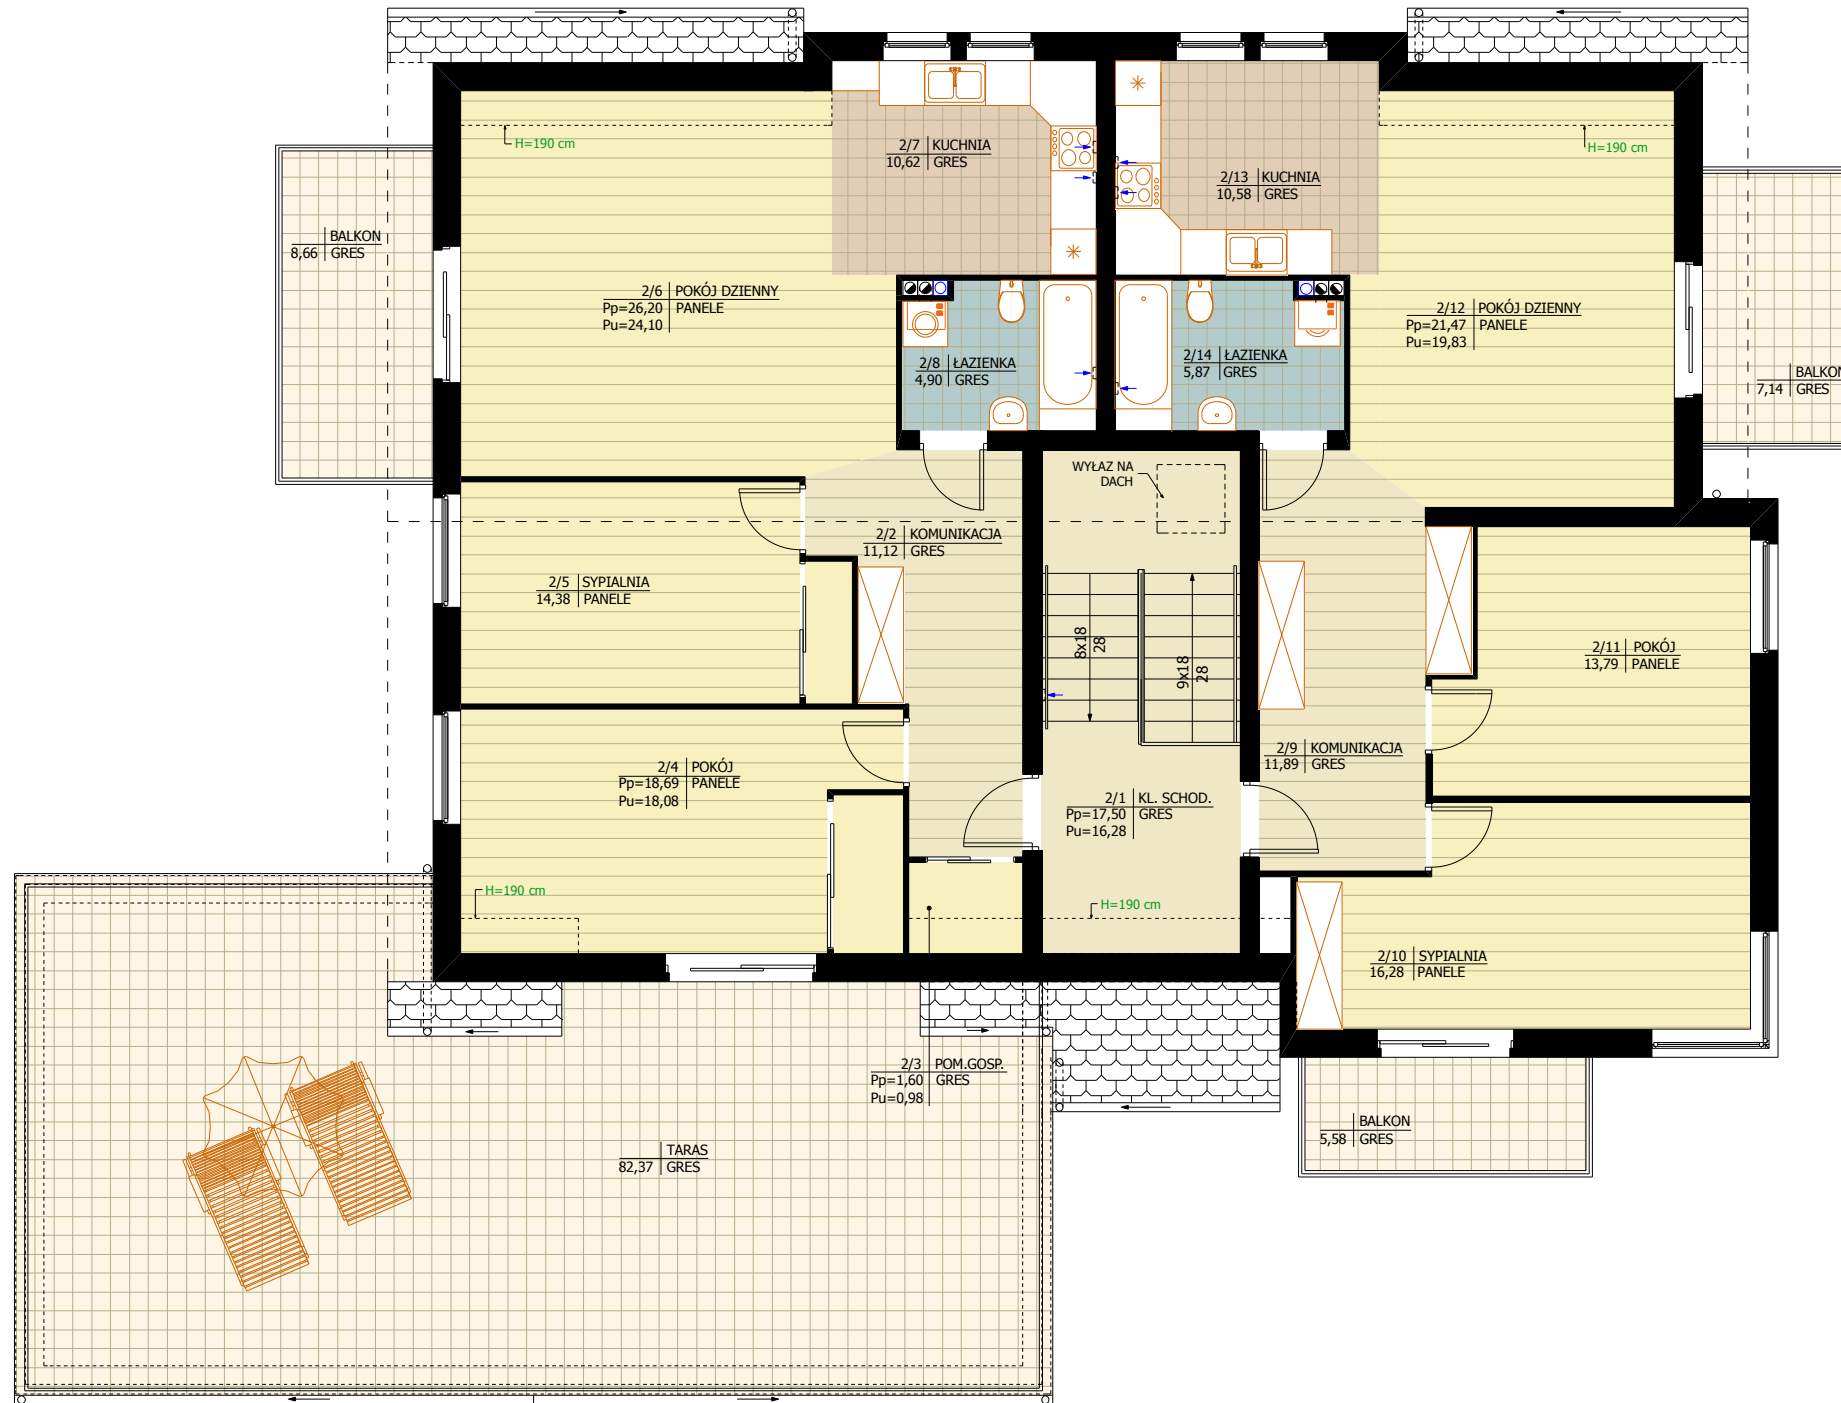 H=190 cm
2/7 KUCHNIA
10,62 GRES
2/13 KUCHNIA
10,58 GRES
H=190 cm
BALKON
8,66 GRES
2/6 POKÓJ DZIENNY
Pp=26,20 PANELE
Pu=24,10
2/12 POKÓJ DZIENNY
Pp=21,47 PANELE
Pu=19,83
2/8 ŁAZIENKA
4,90 GRES
2/14 ŁAZIENKA
5,87 GRES
BALKON
7,14 GRES
WYŁAZ NA
DACH
2/2 KOMUNIKACJA
11,12 GRES
2/5 SYPIALNIA
14,38 PANELE
8x18
28
9x18
28
2/11 POKÓJ
13,79 PANELE
2/4 POKÓJ
Pp=18,69 PANELE
Pu=18,08
2/9 KOMUNIKACJA
11,89 GRES
2/1 KL. SCHOD.
Pp=17,50 GRES
Pu=16,28
H=190 cm
H=190 cm
2/10 SYPIALNIA
16,28 PANELE
2/3 POM.GOSP.
Pp=1,60 GRES
Pu=0,98
BALKON
5,58 GRES
TARAS
82,37 GRES